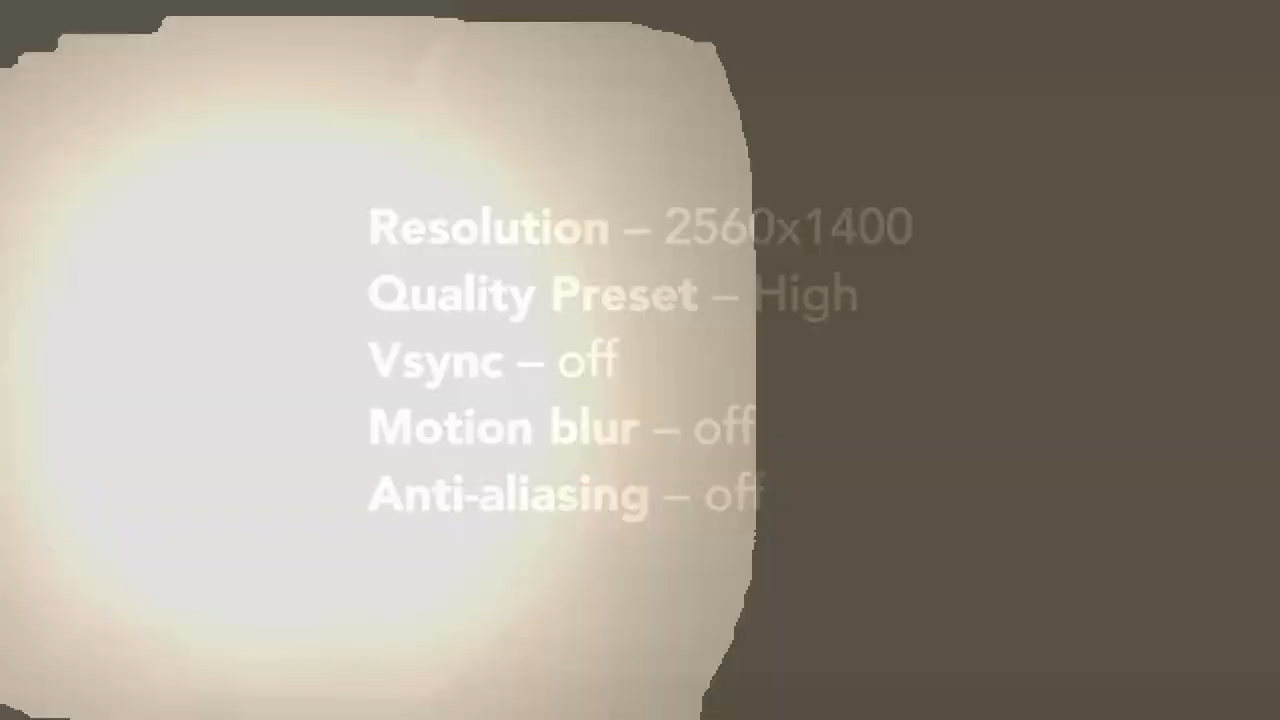 Resolution – 2560x1400
Quality Preset – High
Vsync – off
Motion blur – off
Anti-aliasing – off